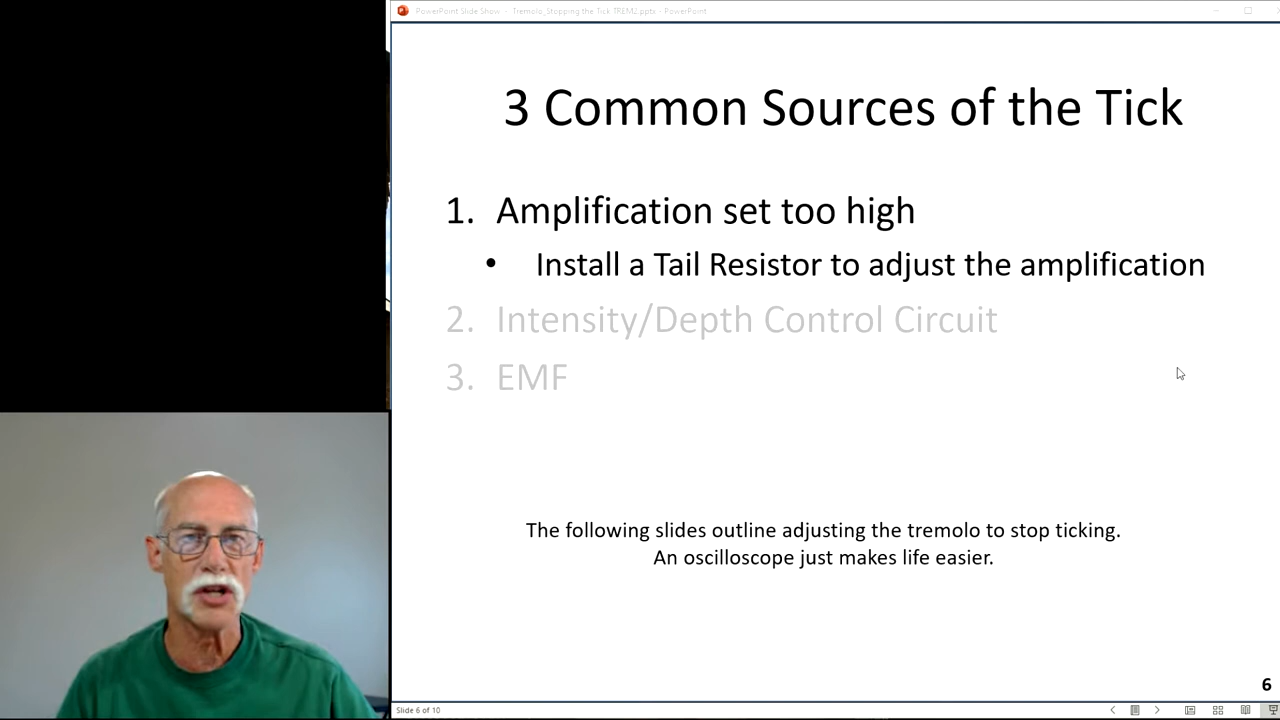 PowerPoint Slide Show - Tremolo_Stopping the Tick TREM2.pptx - PowerPoint
3 Common Sources of the Tick
1. Amplification set too high
• Install a Tail Resistor to adjust the amplification
2. Intensity/Depth Control Circuit
3. EMF
The following slides outline adjusting the tremolo to stop ticking.
An oscilloscope just makes life easier.
6
Slide 6 of 10